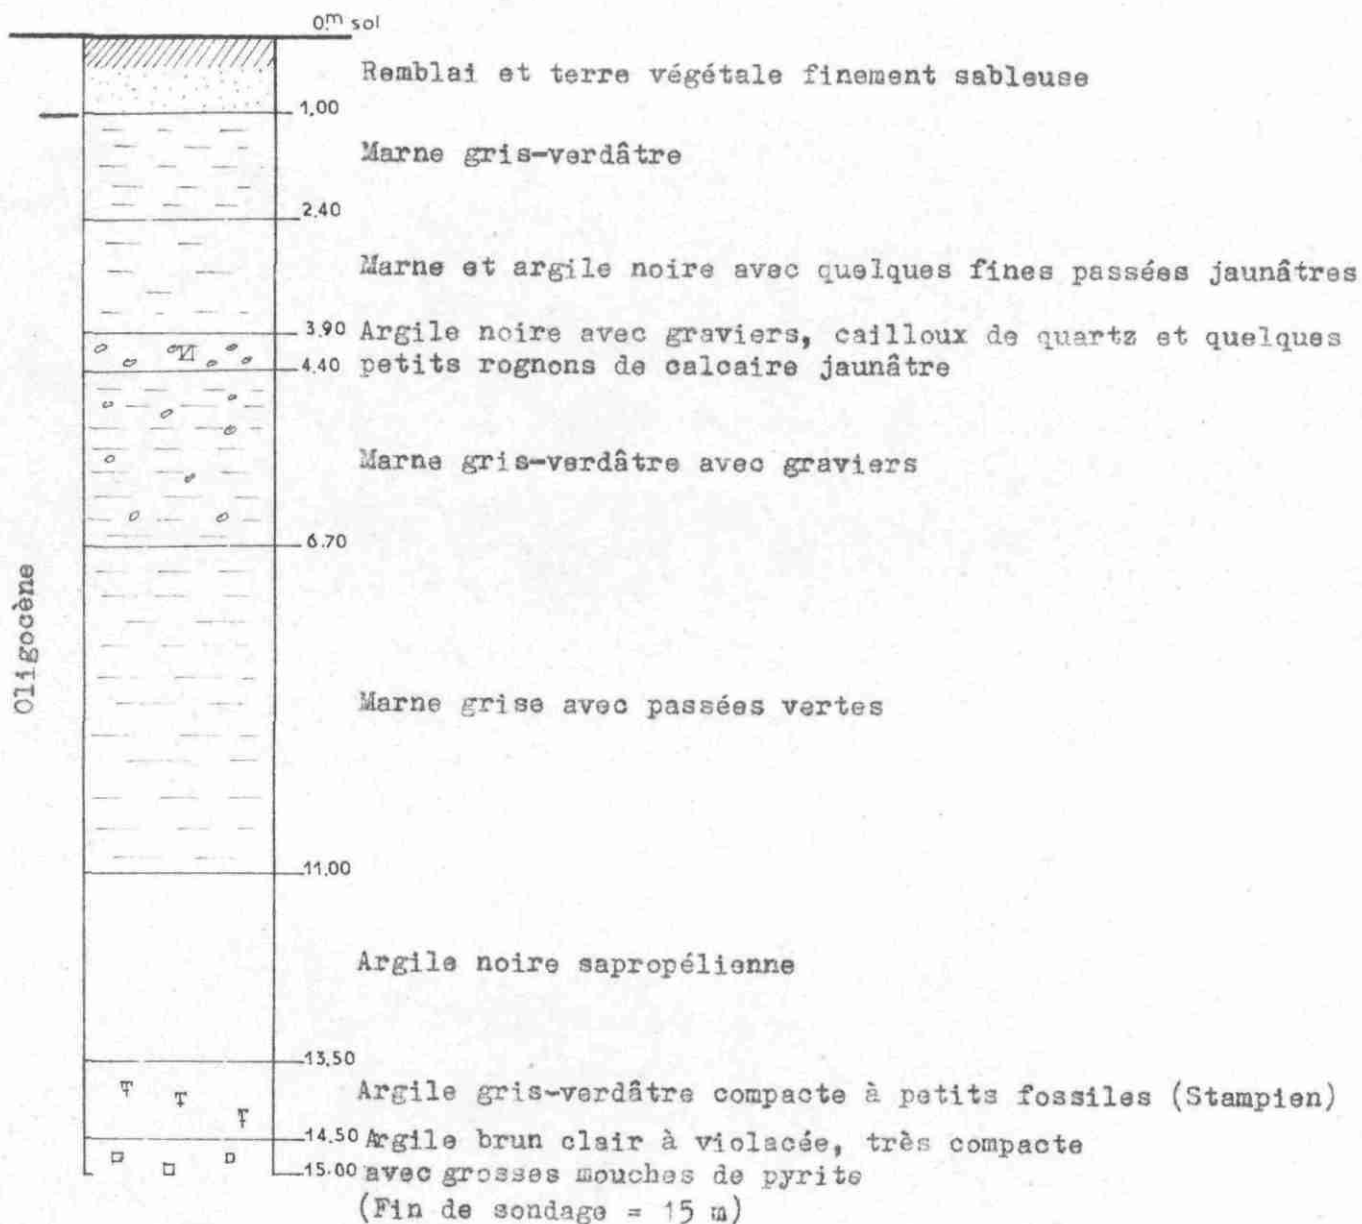 0.m sol
Remblai et terre végétale finement sableuse
1,00
Marne gris-verdâtre
2.40
Marne et argile noire avec quelques fines passées jaunâtres
3.90 Argile noire avec graviers, cailloux de quartz et quelques
4.40 petits rognons de calcaire jaunâtre
Marne gris-verdâtre avec graviers
6.70
Oligocène
Marne grise avec passées vertes
11.00
Argile noire sapropélienne
13.50
Argile gris-verdâtre compacte à petits fossiles (Stampien)
14.50 Argile brun clair à violacée, très compacte
15.00 avec grosses mouches de pyrite
(Fin de sondage = 15 m)